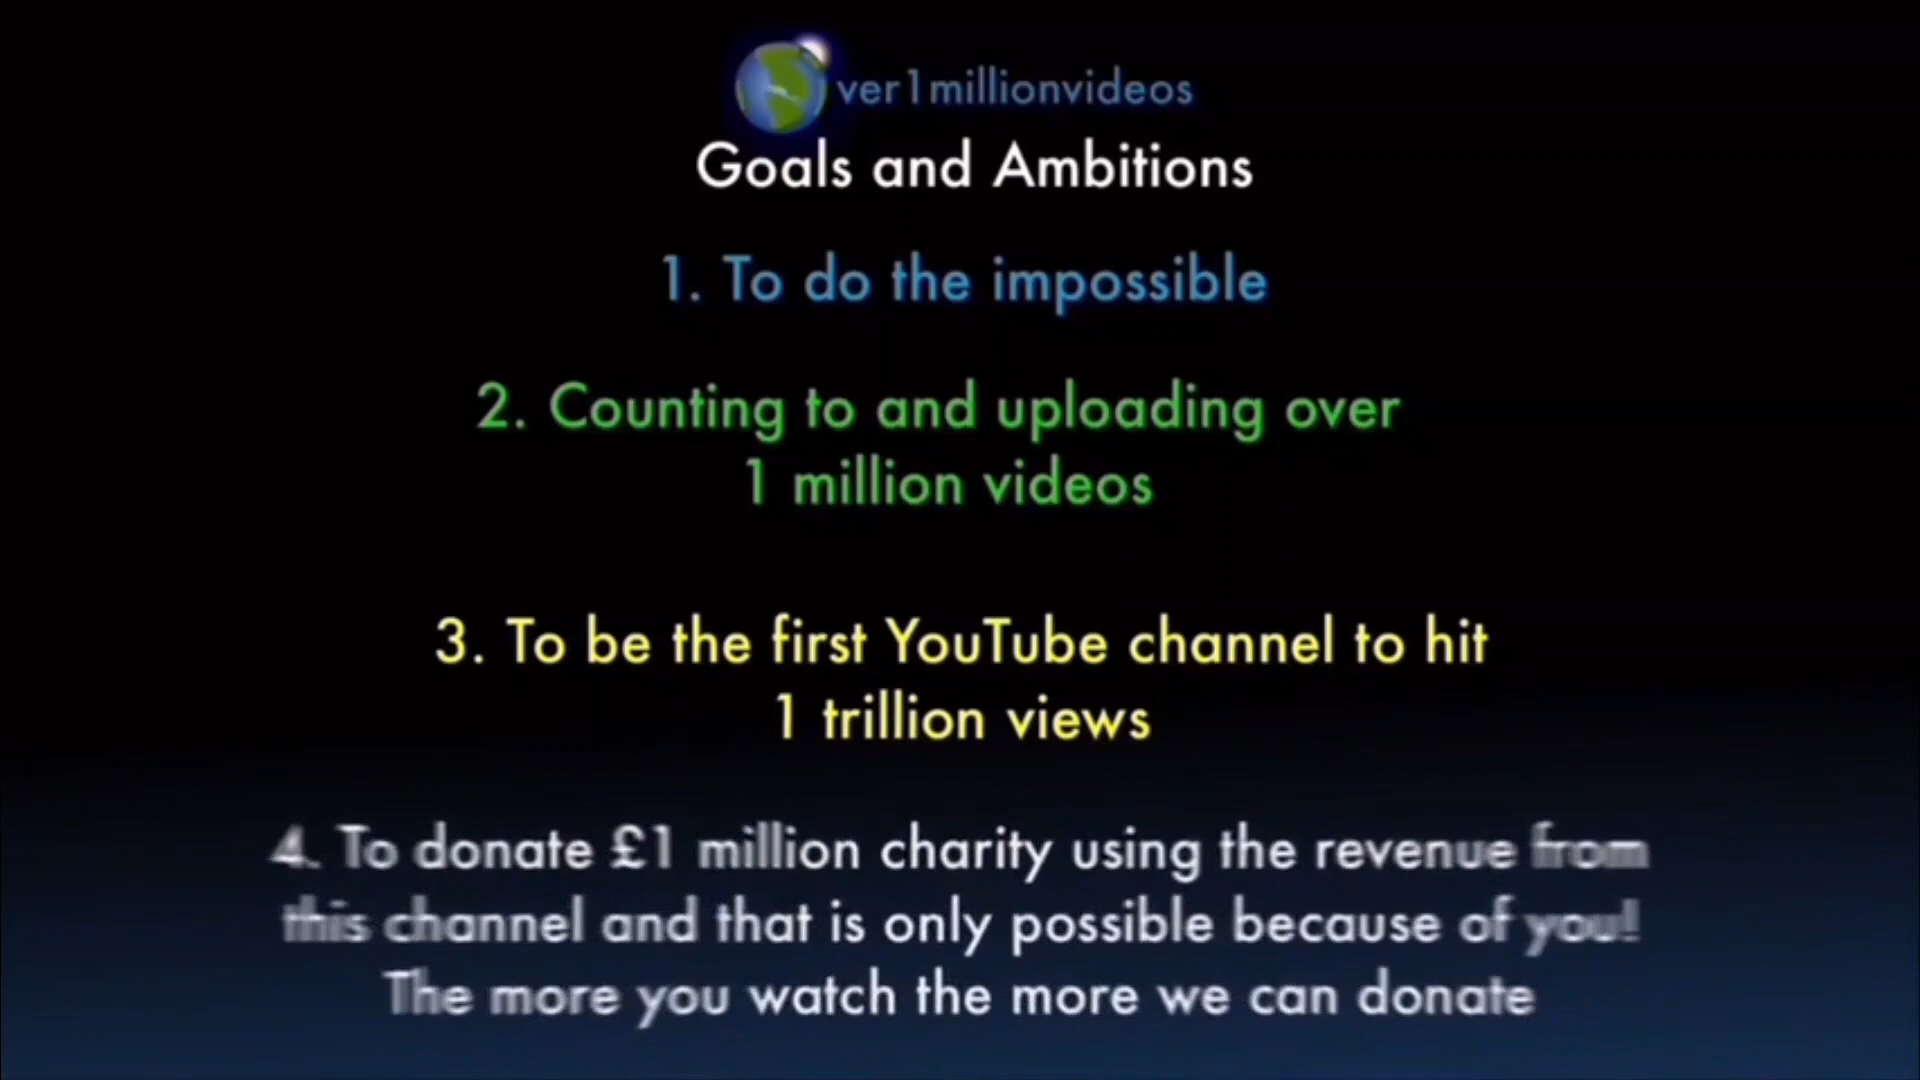 ver1millionvideos
Goals and Ambitions
1. To do the impossible
2. Counting to and uploading over
1 million videos
3. To be the first YouTube channel to hit
1 trillion views
4. To donate £1 million charity using the revenue from
this channel and that is only possible because of you!
The more you watch the more we can donate